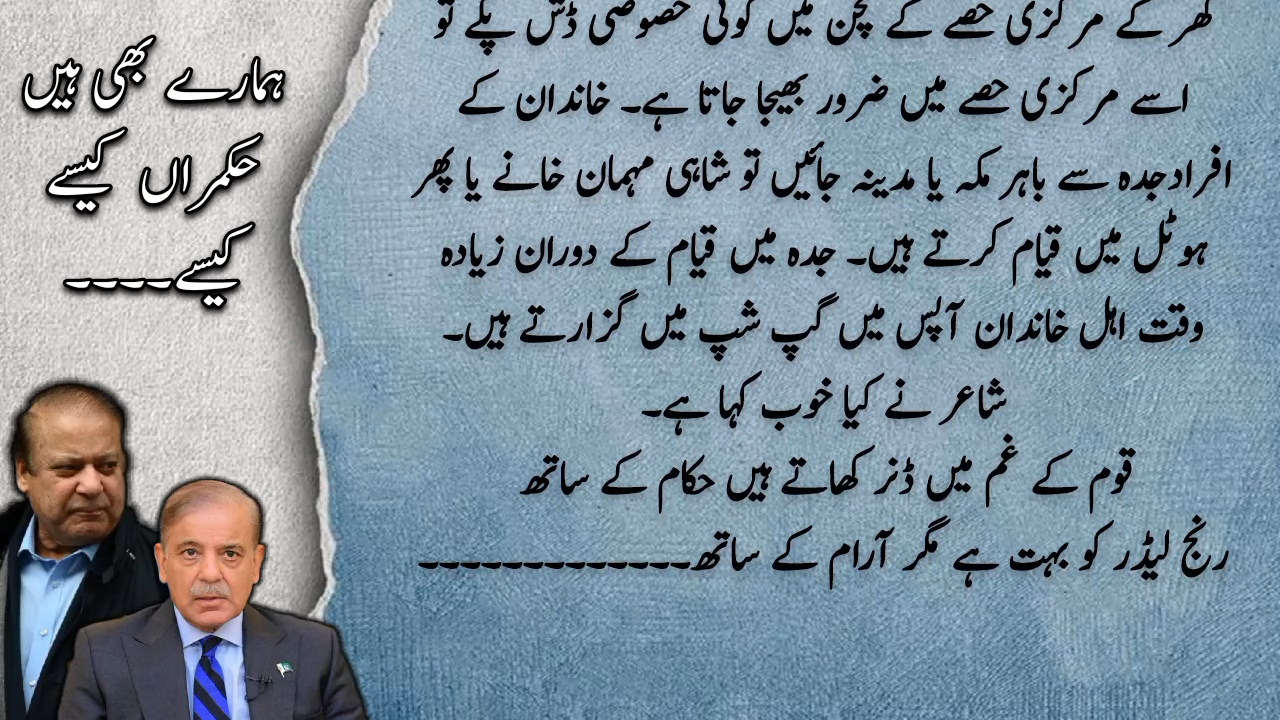 ہمارے بھی ہیں
حکمراں کیسے
کیسے۔۔۔۔
گھر کے مرکزی حصے کے کچن میں کوئی خصوصی ڈش پکے تو
اسے مرکزی حصے میں ضرور بھیجا جاتا ہے۔ خاندان کے
افرادجدہ سے باہر مکہ یا مدینہ جائیں تو شاہی مہمان خانے یا پھر
ہوٹل میں قیام کرتے ہیں۔ جدہ میں قیام کے دوران زیادہ
وقت اہل خاندان آپس میں گپ شپ میں گزارتے ہیں۔
شاعر نے کیا خوب کہا ہے۔
قوم کے غم میں ڈنر کھاتے ہیں حکام کے ساتھ
رنج لیڈر کو بہت ہے مگر آرام کے ساتھ۔۔۔۔۔۔۔۔۔۔۔۔۔